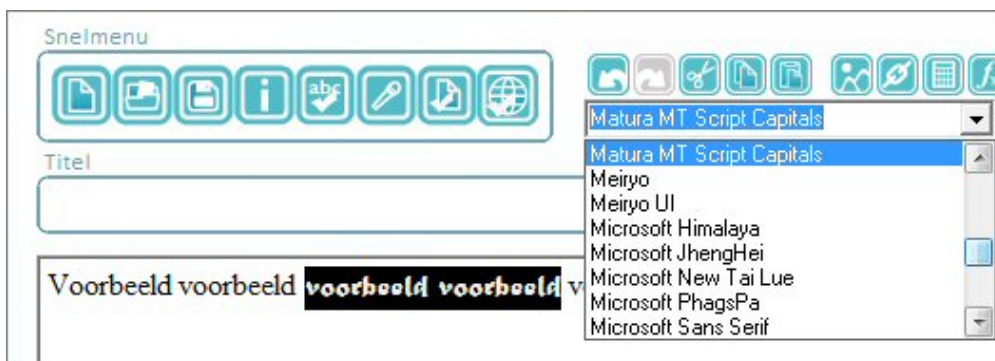 Snelmenu
abc
Matura MT Script Capitals
Titel
Matura MT Script Capitals
Meiryo
Meiryo UI
Microsoft Himalaya
Microsoft JhengHei
Microsoft New Tai Lue
Microsoft PhagsPa
Microsoft Sans Serif
Voorbeeld voorbeeld voorbeeld voorbeeld